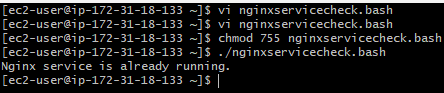 [ec2-user@ip-172-31-18-133 ~]$ vi nginxservicecheck.bash
[ec2-user@ip-172-31-18-133 ~]$ vi nginxservicecheck.bash
[ec2-user@ip-172-31-18-133 ~]$ chmod 755 nginxservicecheck.bash
[ec2-user@ip-172-31-18-133 ~]$ ./nginxservicecheck.bash
Nginx service is already running.
[ec2-user@ip-172-31-18-133 ~]$